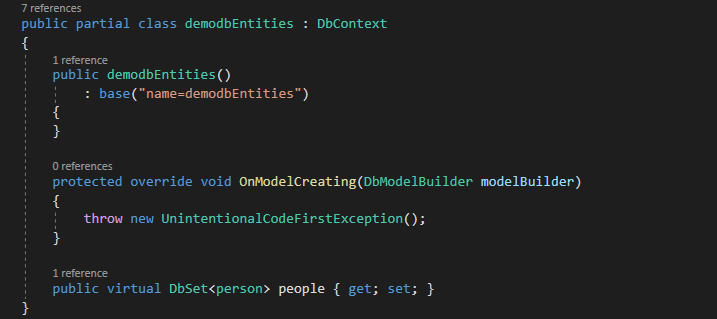 7 references
public partial class demodbEntities : DbContext
{
1 reference
public demodbEntities()
: base("name=demodbEntities")
{
}
0 references
protected override void OnModelCreating(DbModelBuilder modelBuilder)
{
throw new UnintentionalCodeFirstException();
}
1 reference
public virtual DbSet<person> people { get; set; }
}